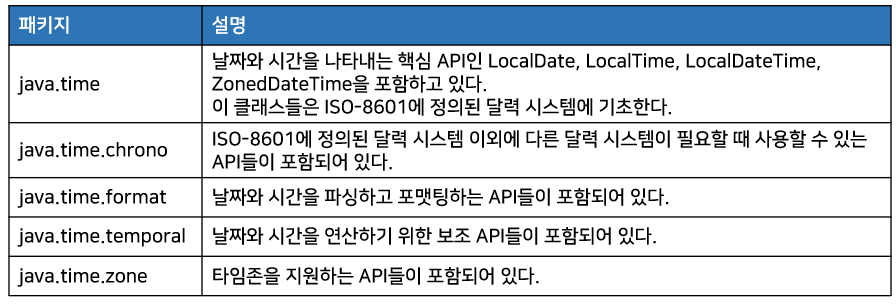 패키지 설명
java.time
날짜와 시간을 나타내는 핵심 API인 LocalDate, LocalTime, LocalDateTime,
ZonedDateTime을 포함하고 있다.
이 클래스들은 ISO-8601에 정의된 달력 시스템에 기초한다.
java.time.chrono
ISO-8601에 정의된 달력 시스템 이외에 다른 달력 시스템이 필요할 때 사용할 수 있는
API들이 포함되어 있다.
java.time.format 날짜와 시간을 파싱하고 포맷팅하는 API들이 포함되어 있다.
java.time.temporal 날짜와 시간을 연산하기 위한 보조 API들이 포함되어 있다.
java.time.zone 타임존을 지원하는 API들이 포함되어 있다.